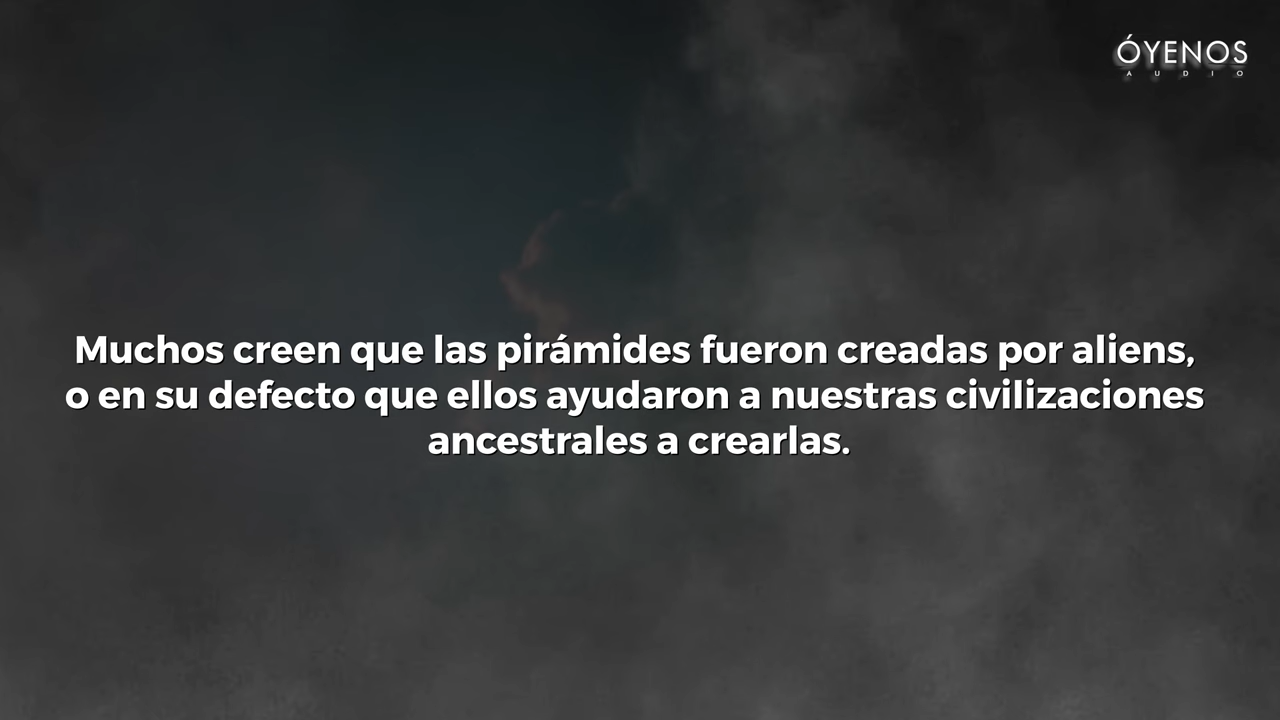 ÓYENOS
AUDIO
Muchos creen que las pirámides fueron creadas por aliens,
o en su defecto que ellos ayudaron a nuestras civilizaciones
ancestrales a crearlas.